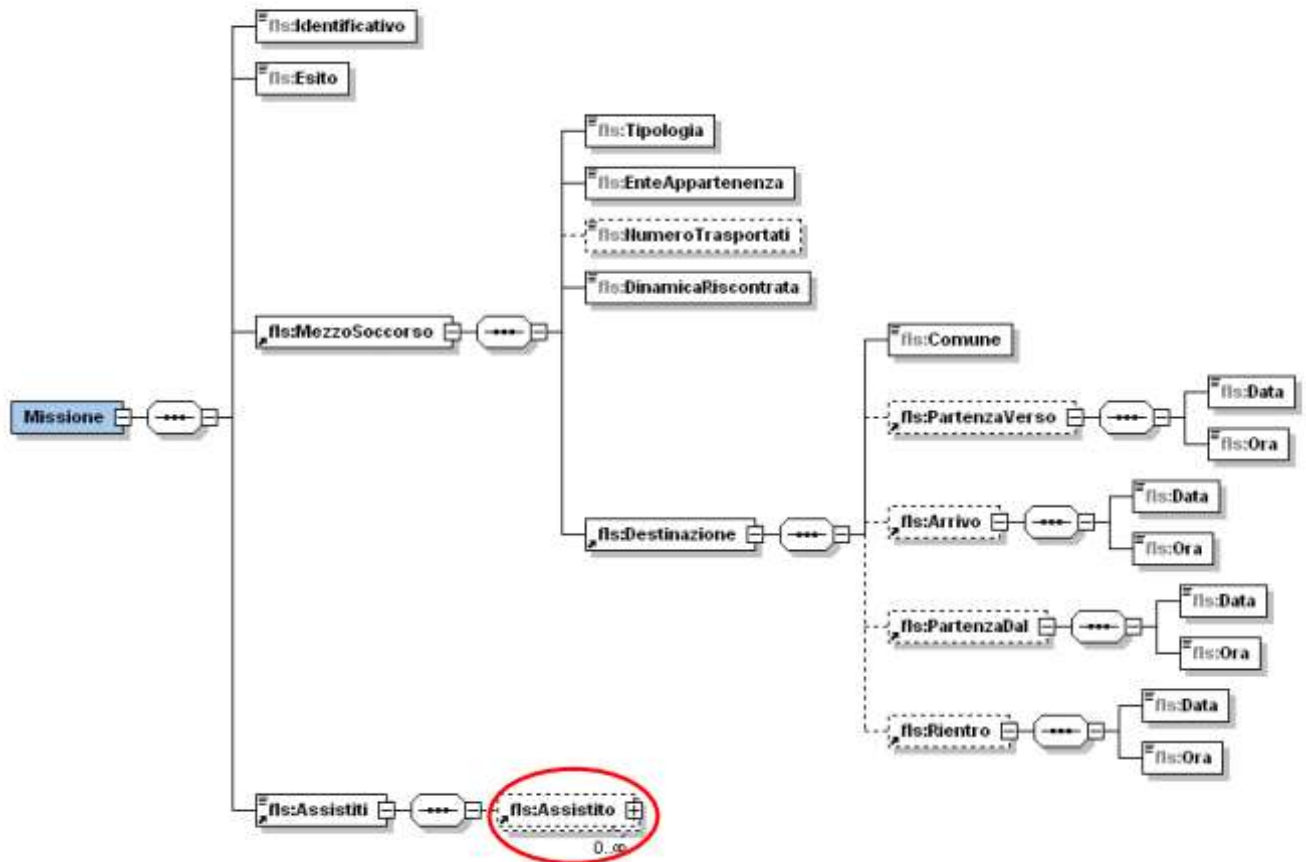 fls:Identificativo
fls:Esito
fls:Tipologia
fls:EnteAppartenenza
fls:NumeroTrasportati
fls:DinamicaRiscontrata
fls:MezzoSoccorso
fls:Comune
Missione
fls:PartenzaVerso
fls:Data
fls:Ora
fls:Destinazione
fls:Arrivo
fls:Data
fls:Ora
fls:PartenzaDal
fls:Data
fls:Ora
fls:Rientro
fls:Data
fls:Ora
fls:Assistiti
fls:Assistito
0..∞